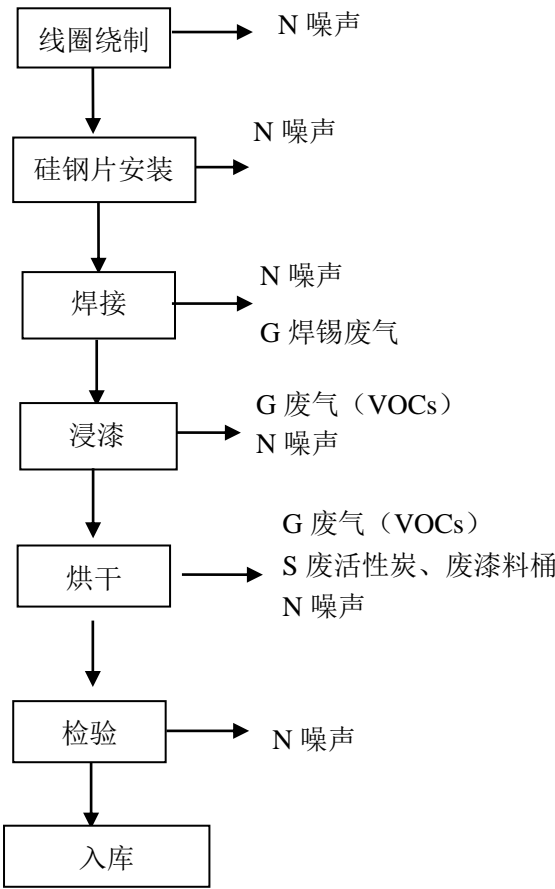 线圈绕制
N 噪声
硅钢片安装
N 噪声
焊接
N 噪声
G 焊锡废气
浸漆
G 废气（VOCs）
N 噪声
烘干
G 废气（VOCs）
S 废活性炭、废漆料桶
N 噪声
检验
N 噪声
入库